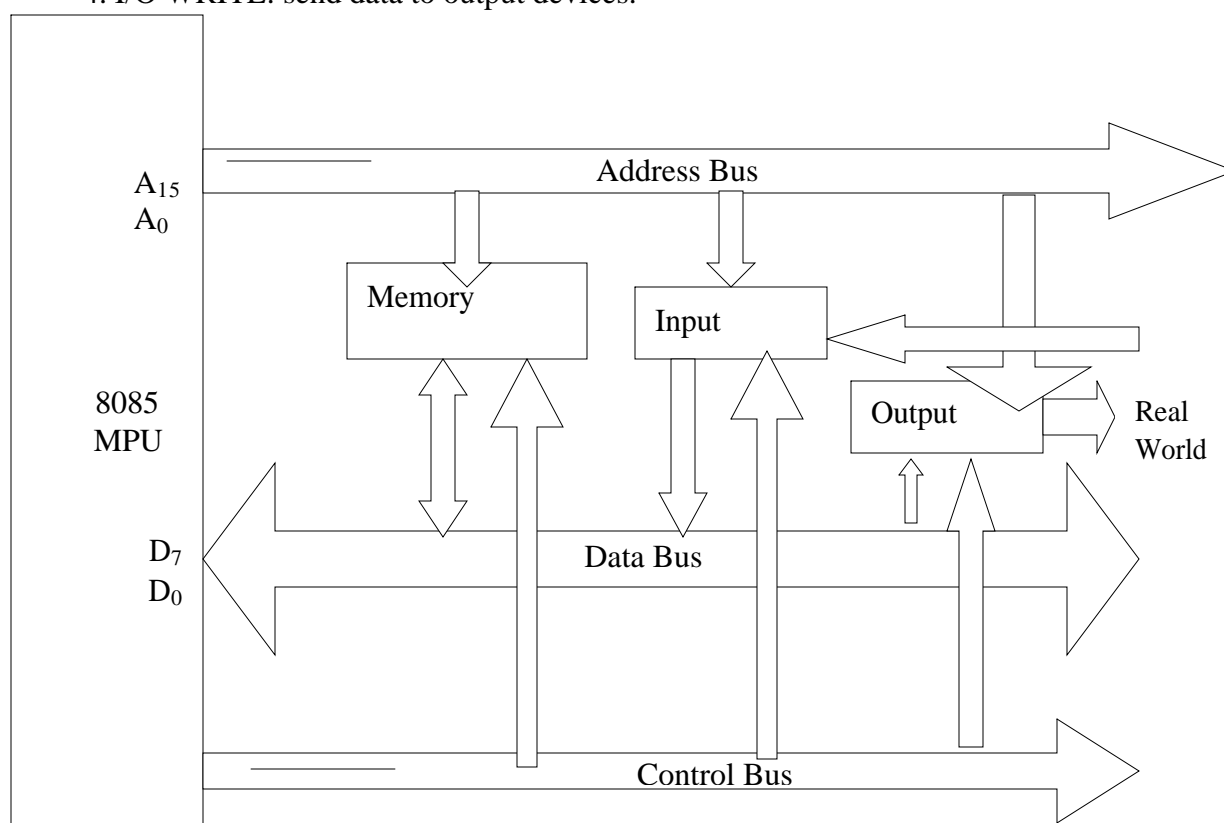 4. I/O WRITE: send data to output devices.
Address Bus
A15
A0
Memory
Input
8085
MPU
Output
Real
World
D7
D0
Data Bus
Control Bus